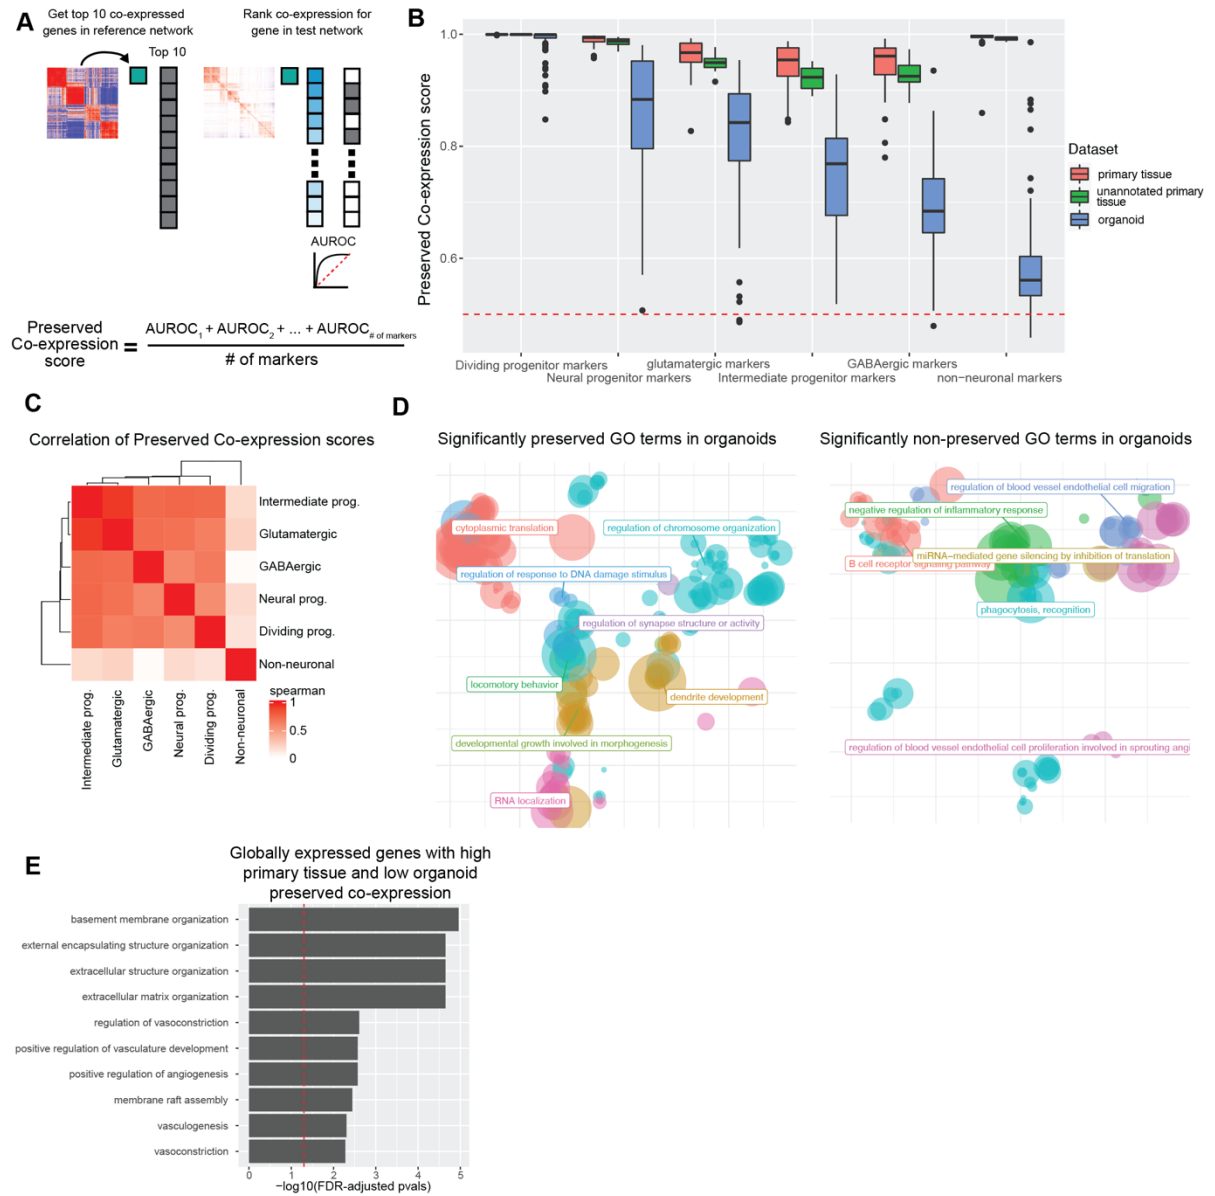 A
Get top 10 co-expressed
genes in reference network
Rank co-expression for
gene in test network
Top 10
AUROC
Preserved
Co-expression
score
=
AUROC1 + AUROC2 + ... + AUROC# of markers
# of markers
B
Preserved Co-expression score
1.0
0.8
0.6
Dividing progenitor markers
Neural progenitor markers
glutamatergic markers
Intermediate progenitor markers
GABAergic markers
non-neuronal markers
Dataset
primary tissue
unannotated primary
tissue
organoid
C
Correlation of Preserved Co-expression scores
Intermediate prog.
Glutamatergic
GABAergic
Neural prog.
Dividing prog.
Non-neuronal
Intermediate prog.
Glutamatergic
GABAergic
Neural prog.
Dividing prog.
Non-neuronal
spearman
1
0.5
0
D
Significantly preserved GO terms in organoids
cytoplasmic translation
regulation of chromosome organization
regulation of response to DNA damage stimulus
regulation of synapse structure or activity
locomotory behavior
dendrite development
developmental growth involved in morphogenesis
RNA localization
Significantly non-preserved GO terms in organoids
regulation of blood vessel endothelial cell migration
negative regulation of inflammatory response
miRNA-mediated gene silencing by inhibition of translation
B cell receptor signaling pathway
phagocytosis, recognition
regulation of blood vessel endothelial cell proliferation involved in sprouting angi
E
Globally expressed genes with high
primary tissue and low organoid
preserved co-expression
basement membrane organization
external encapsulating structure organization
extracellular structure organization
extracellular matrix organization
regulation of vasoconstriction
positive regulation of vasculature development
positive regulation of angiogenesis
membrane raft assembly
vasculogenesis
vasoconstriction
0 1 2 3 4 5
−log10(FDR-adjusted pvals)